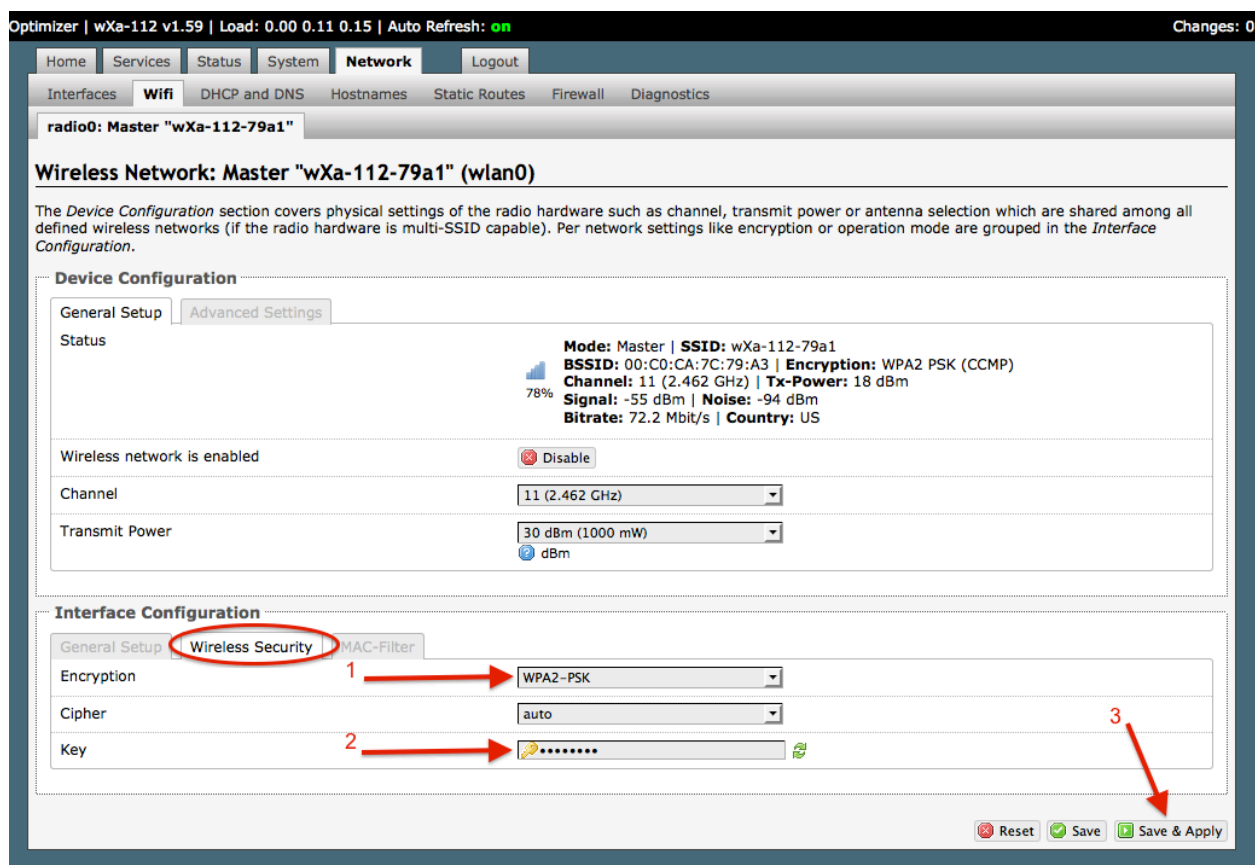 Optimizer | wXa-112 v1.59 | Load: 0.00 0.11 0.15 | Auto Refresh: on Changes: 0
Home Services Status System Network Logout
Interfaces Wifi DHCP and DNS Hostnames Static Routes Firewall Diagnostics
radio0: Master "wXa-112-79a1"
Wireless Network: Master "wXa-112-79a1" (wlan0)
The Device Configuration section covers physical settings of the radio hardware such as channel, transmit power or antenna selection which are shared among all
defined wireless networks (if the radio hardware is multi-SSID capable). Per network settings like encryption or operation mode are grouped in the Interface
Configuration.
Device Configuration
General Setup Advanced Settings
Status
Mode: Master | SSID: wXa-112-79a1
BSSID: 00:C0:CA:7C:79:A3 | Encryption: WPA2 PSK (CCMP)
Channel: 11 (2.462 GHz) | Tx-Power: 18 dBm
78% Signal: -55 dBm | Noise: -94 dBm
Bitrate: 72.2 Mbit/s | Country: US
Wireless network is enabled Disable
Channel 11 (2.462 GHz)
Transmit Power 30 dBm (1000 mW)
dBm
Interface Configuration
General Setup Wireless Security MAC-Filter
Encryption 1 WPA2-PSK
Cipher auto
3
Key 2 ••••••••
Reset Save Save & Apply